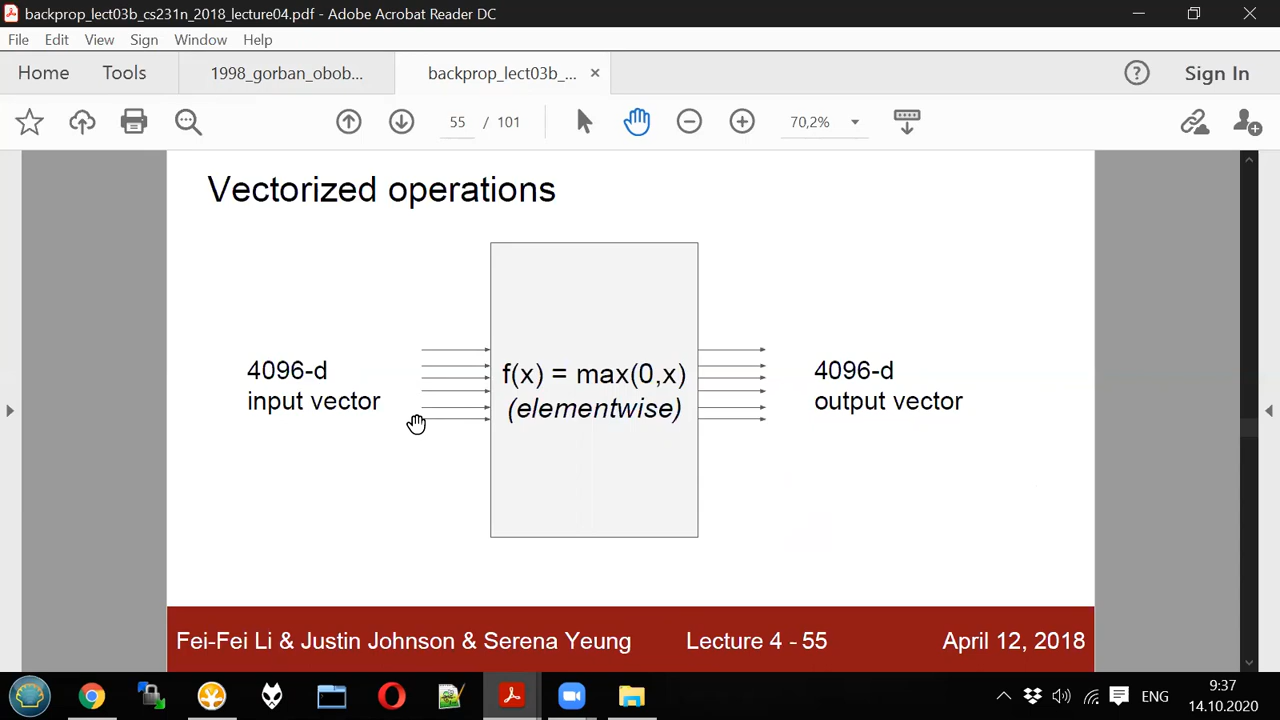 backprop_lect03b_cs231n_2018_lecture04.pdf - Adobe Acrobat Reader DC
File Edit View Sign Window Help
Home Tools 1998_gorban_obob... backprop_lect03b_... × ? Sign In
55 / 101 70,2%
Vectorized operations
4096-d
input vector
f(x) = max(0,x)
(elementwise)
4096-d
output vector
Fei-Fei Li & Justin Johnson & Serena Yeung Lecture 4 - 55 April 12, 2018
ENG 9:37
14.10.2020